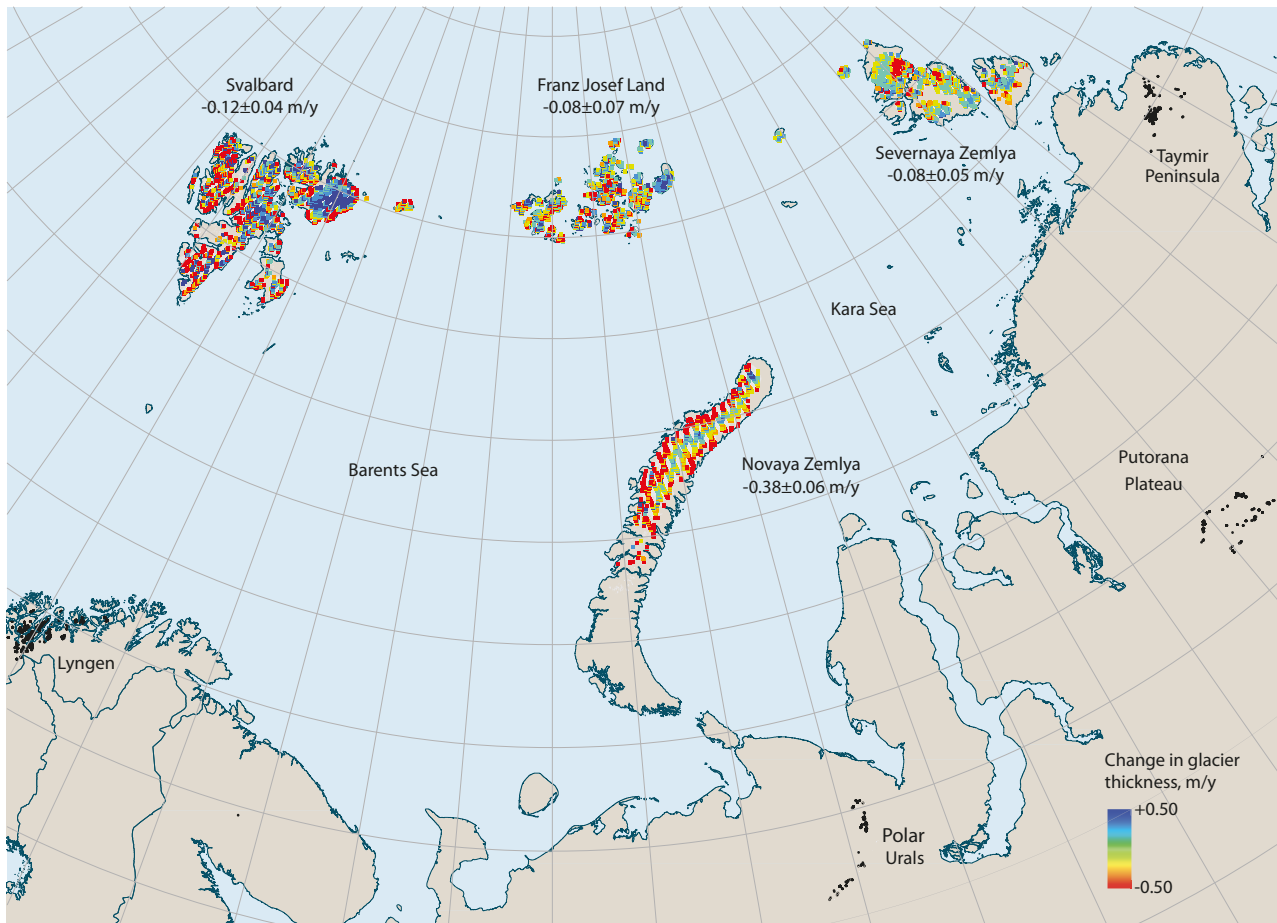 Svalbard
-0.12±0.04 m/y
Franz Josef Land
-0.08±0.07 m/y
Severnaya Zemlya
-0.08±0.05 m/y
Taymir
Peninsula
Kara Sea
Barents Sea
Novaya Zemlya
-0.38±0.06 m/y
Putorana
Plateau
Lyngen
Polar
Urals
Change in glacier
thickness, m/y
+0.50
-0.50